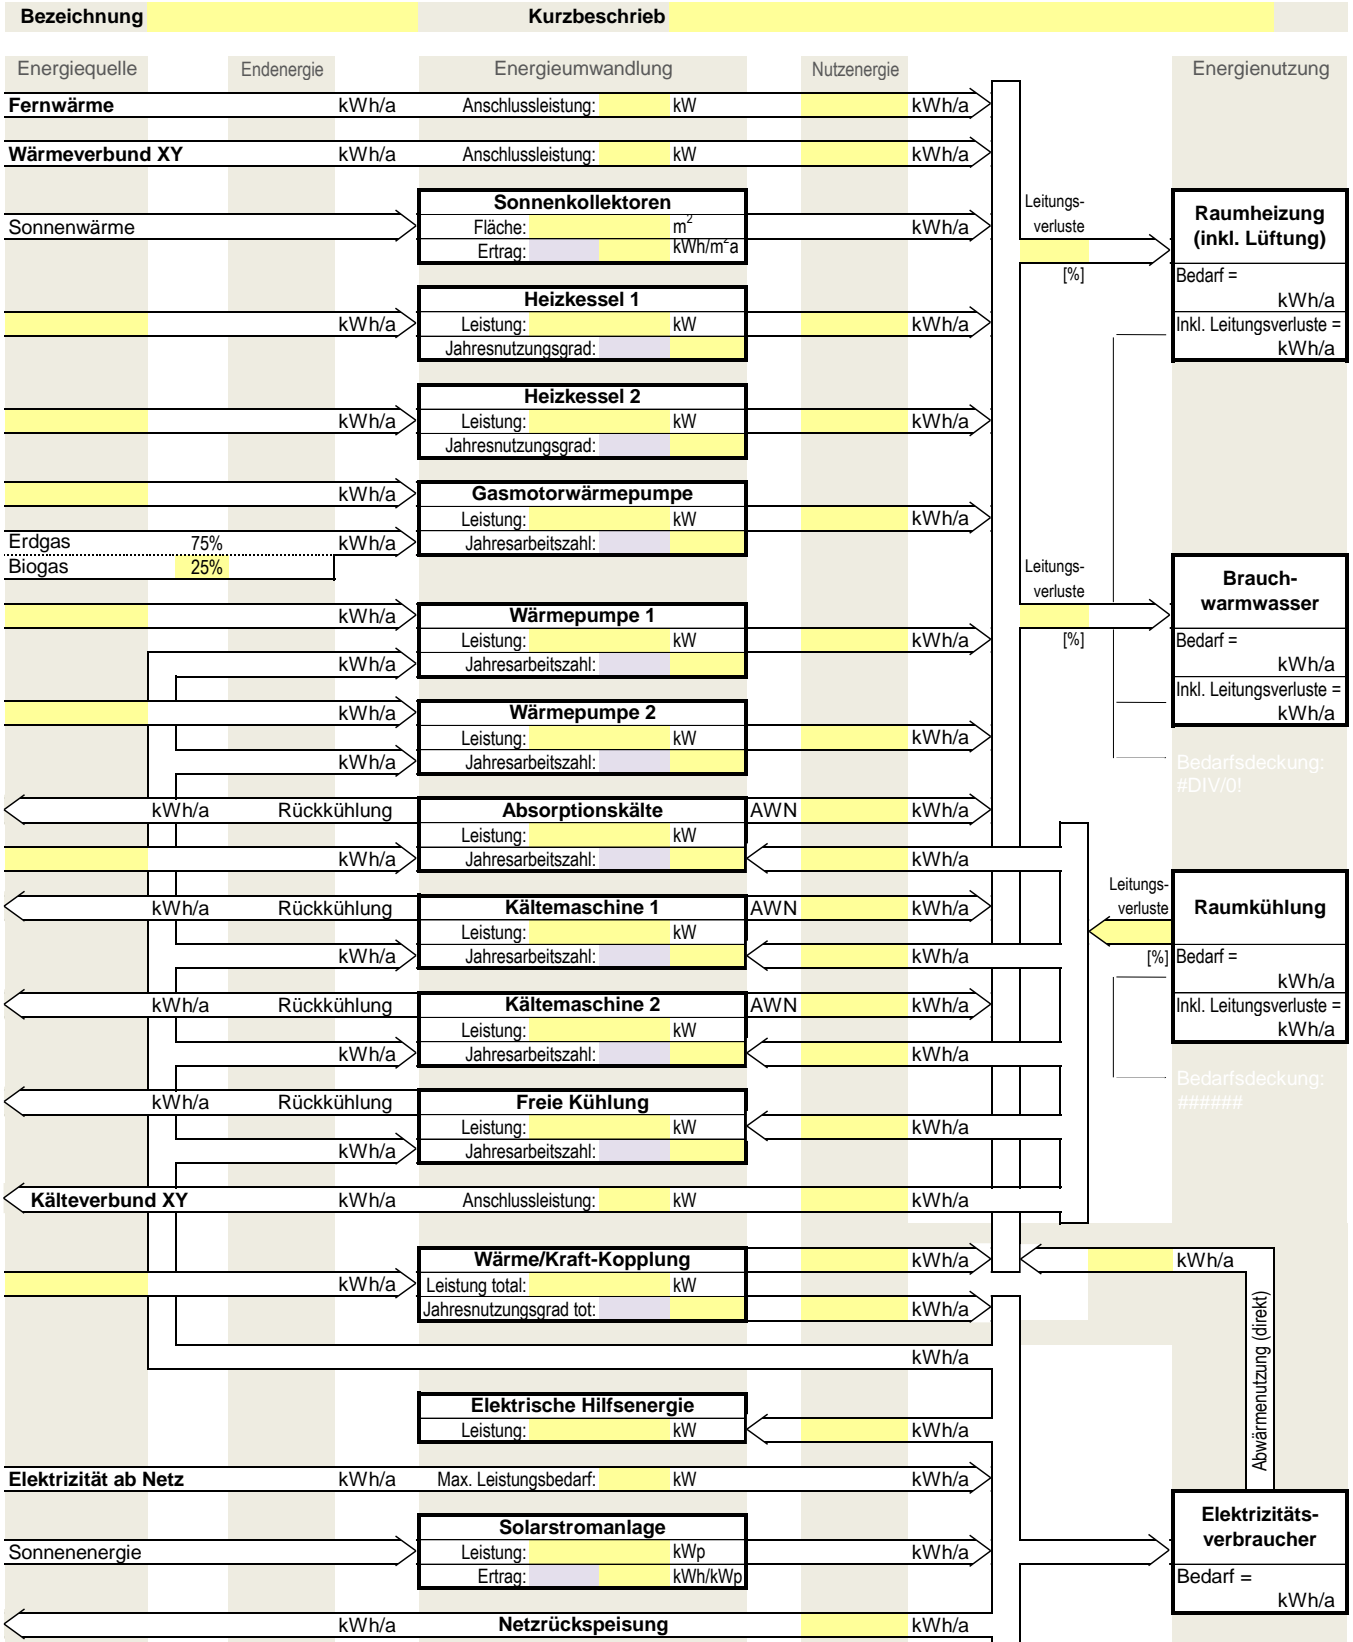 Bezeichnung Kurzbeschrieb
Energiequelle Endenergie Energieumwandlung Nutzenergie Energienutzung
Fernwärme kWh/a Anschlussleistung: kW kWh/a
Wärmeverbund XY kWh/a Anschlussleistung: kW kWh/a
Sonnenkollektoren
Sonnenwärme Fläche: m² kWh/a
Ertrag: kWh/m²a
Leitungs-
verluste
[%]
Raumheizung
(inkl. Lüftung)
Bedarf =
kWh/a
Inkl. Leitungsverluste =
kWh/a
Heizkessel 1
kWh/a Leistung: kW kWh/a
Jahresnutzungsgrad:
Heizkessel 2
kWh/a Leistung: kW kWh/a
Jahresnutzungsgrad:
kWh/a Gasmotorwärmepumpe
Leistung: kW kWh/a
Erdgas 75% kWh/a Jahresarbeitszahl:
Biogas 25%
Leitungs-
verluste
[%]
Brauch-
warmwasser
Bedarf =
kWh/a
Inkl. Leitungsverluste =
kWh/a
kWh/a Wärmepumpe 1
Leistung: kW kWh/a
kWh/a Jahresarbeitszahl:
kWh/a Wärmepumpe 2
Leistung: kW kWh/a
kWh/a Jahresarbeitszahl:
Bedarfsdeckung:
#DIV/0!
kWh/a Rückkühlung Absorptionskälte AWN kWh/a
Leistung: kW
kWh/a Jahresarbeitszahl: kWh/a
kWh/a Rückkühlung Kältemaschine 1 AWN kWh/a
Leistung: kW
kWh/a Jahresarbeitszahl: kWh/a
Leitungs-
verluste
[%]
Raumkühlung
Bedarf =
kWh/a
Inkl. Leitungsverluste =
kWh/a
kWh/a Rückkühlung Kältemaschine 2 AWN kWh/a
Leistung: kW
kWh/a Jahresarbeitszahl: kWh/a
Bedarfsdeckung:
######
kWh/a Rückkühlung Freie Kühlung
Leistung: kW kWh/a
kWh/a Jahresarbeitszahl:
Kälteverbund XY kWh/a Anschlussleistung: kW kWh/a
Wärme/Kraft-Kopplung kWh/a kWh/a
kWh/a Leistung total: kW
Jahresnutzungsgrad tot: kWh/a
kWh/a
Abwärmenutzung (direkt)
Elektrische Hilfsenergie
Leistung: kW kWh/a
Elektrizität ab Netz kWh/a Max. Leistungsbedarf: kW kWh/a
Solarstromanlage
Sonnenenergie Leistung: kWp kWh/a
Ertrag: kWh/kWp
Elektrizitäts-
verbraucher
Bedarf =
kWh/a
kWh/a Netzrückspeisung kWh/a